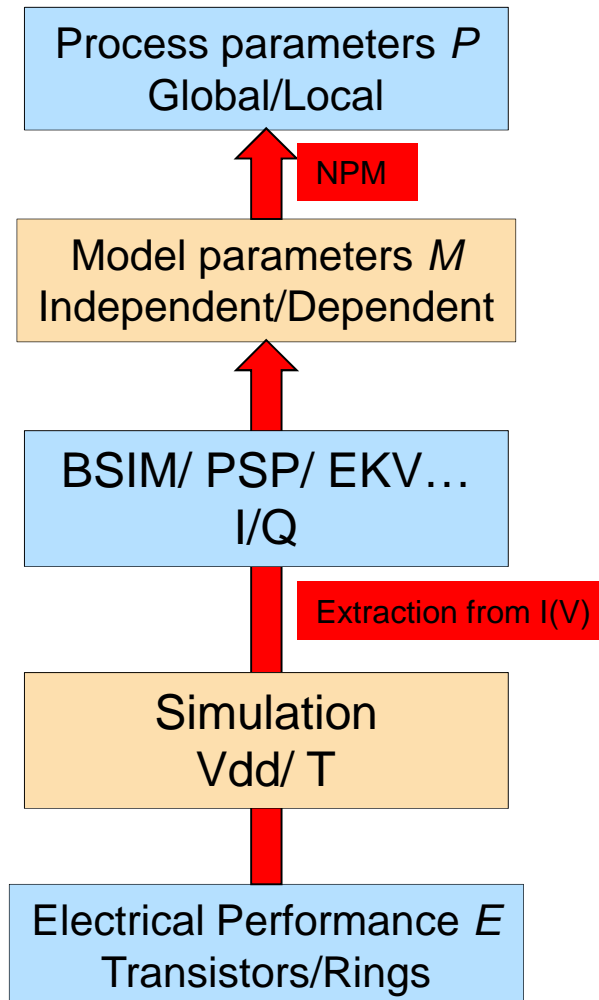 Process parameters P
Global/Local
NPM
Model parameters M
Independent/Dependent
BSIM/ PSP/ EKV…
I/Q
Extraction from I(V)
Simulation
Vdd/ T
Electrical Performance E
Transistors/Rings